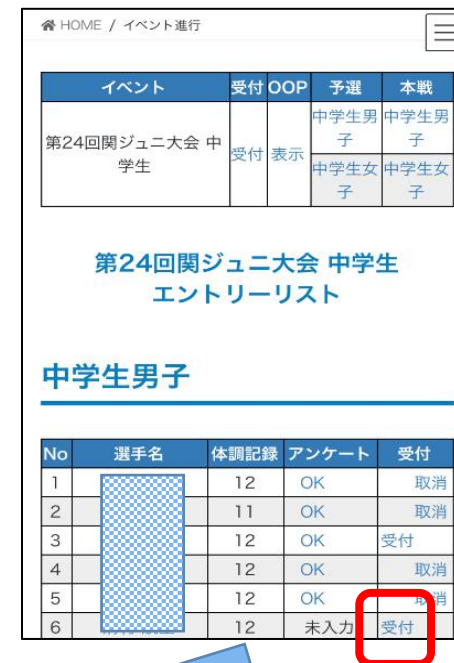 HOME / イベント進行
イベント 受付 OOP 予選 本戦
第24回関ジュニ大会 中学生 受付 表示 中学生男子 中学生男子
中学生女子 中学生女子
第24回関ジュニ大会 中学生
エントリーリスト
中学生男子
No 選手名 体調記録 アンケート 受付
1 12 OK 取消
2 11 OK 取消
3 12 OK 受付
4 12 OK 取消
5 12 OK 取消
6 12 未入力 受付